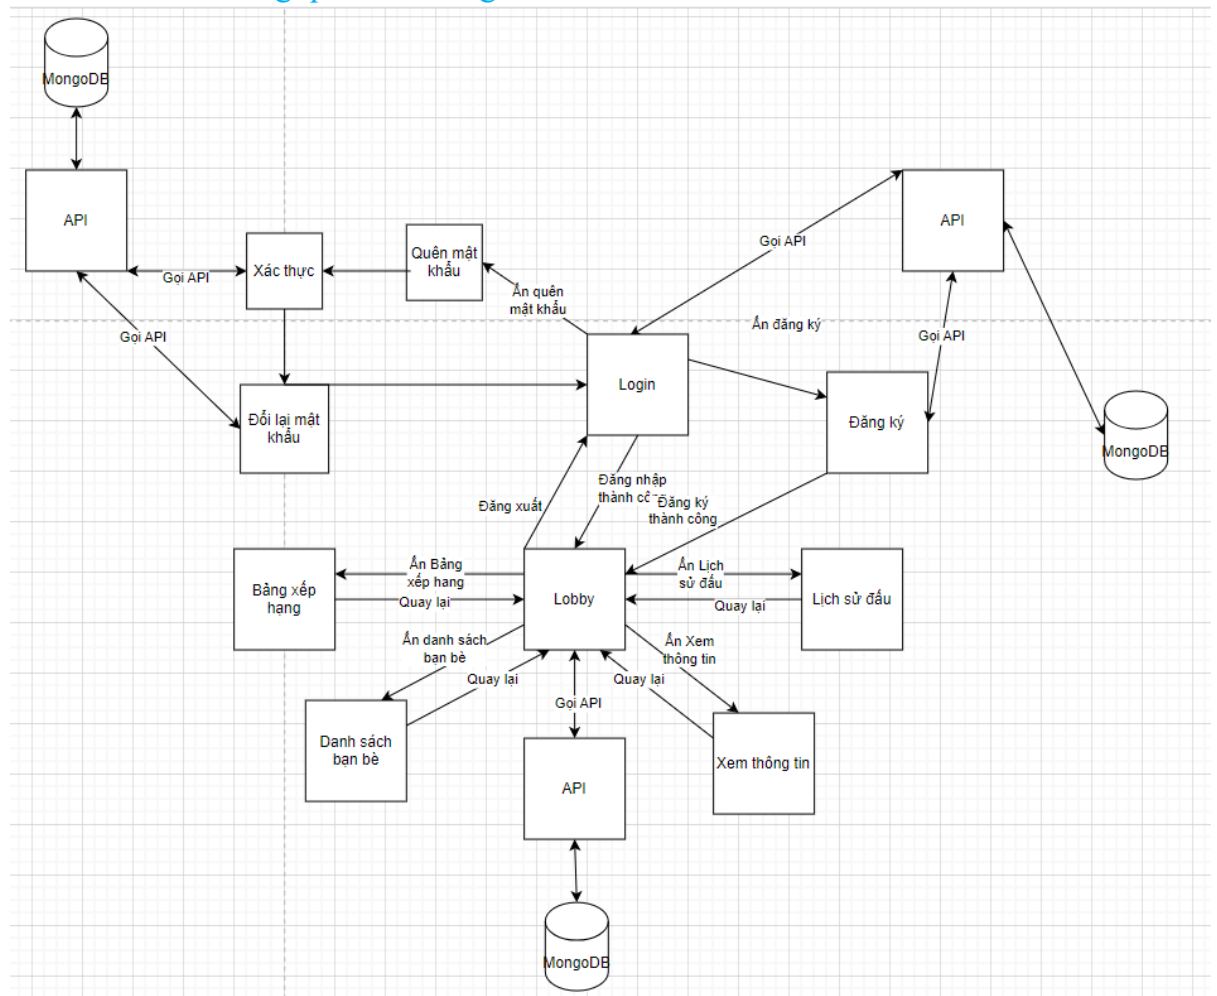 MongoDB
API
API
Quên mật
khẩu
Xác thực
Gọi API
Gọi API
Ấn quên
mật khẩu
Gọi API
Ấn đăng ký
Gọi API
Login
Đổi lại mật
khẩu
Đăng ký
MongoDB
Đăng nhập
thành cô
Đăng xuất
Đăng ký
thành công
Ấn Bảng
xếp hang
Ấn Lịch
sử đấu
Bảng xếp
hạng
Quay lại
Lobby
Quay lại
Lịch sử đấu
Ấn danh sách
bạn bè
Ấn Xem
thông tin
Quay lại
Quay lại
Gọi API
Danh sách
bạn bè
Xem thông tin
API
MongoDB